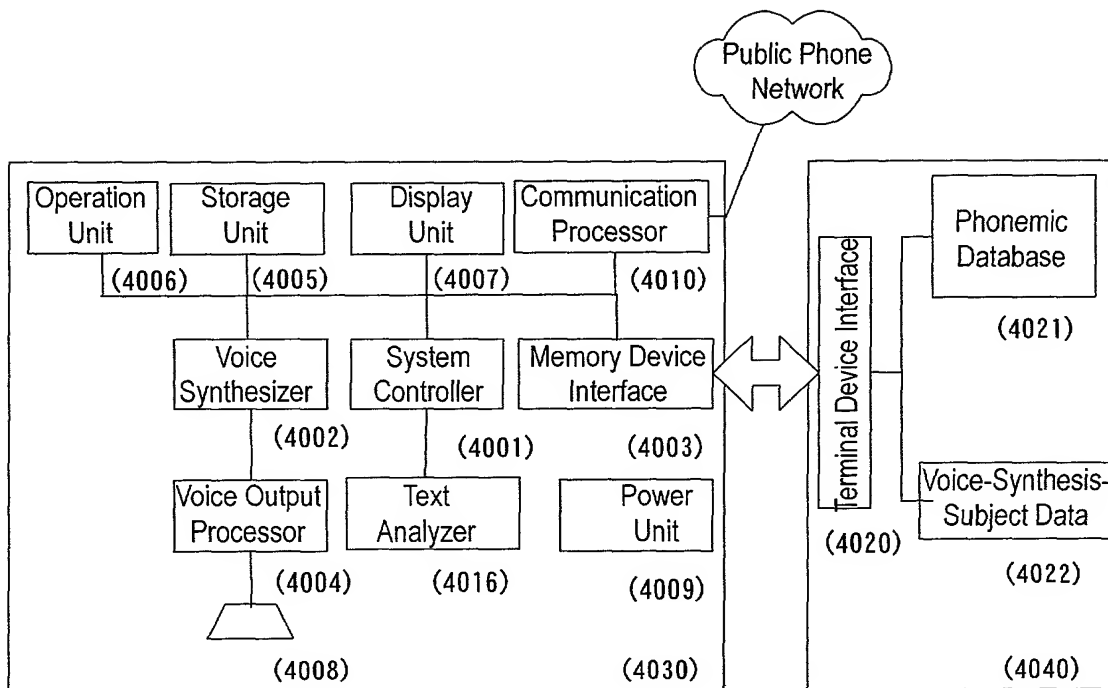 Public Phone
Network
Operation
Unit
(4006)
Storage
Unit
(4005)
Display
Unit
(4007)
Communication
Processor
(4010)
Voice
Synthesizer
(4002)
System
Controller
(4001)
Memory Device
Interface
(4003)
Voice Output
Processor
(4004)
Text
Analyzer
(4016)
Power
Unit
(4009)
(4008)
(4030)
Terminal Device Interface
(4020)
Phonemic
Database
(4021)
Voice-Synthesis-
Subject Data
(4022)
(4040)